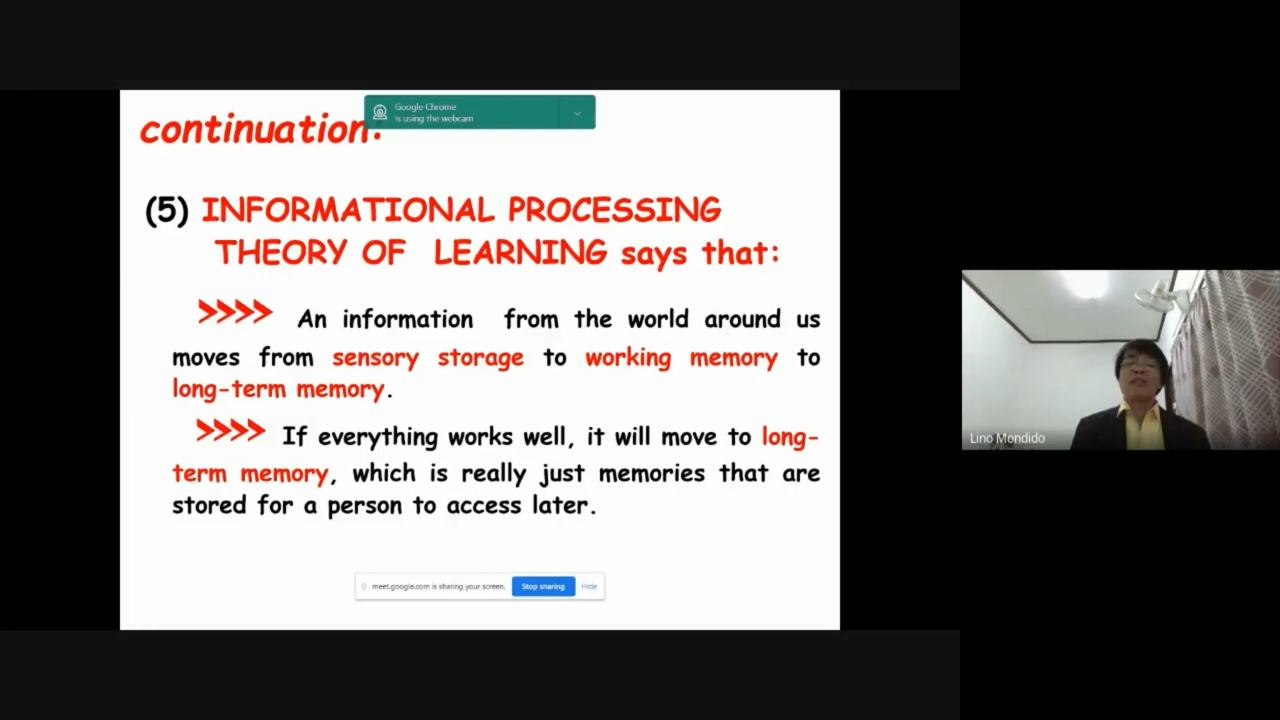 Google Chrome
is using the webcam
continuation:
(5) INFORMATIONAL PROCESSING
THEORY OF LEARNING says that:
>>>> An information from the world around us
moves from sensory storage to working memory to
long-term memory.
>>>> If everything works well, it will move to long-
term memory, which is really just memories that are
stored for a person to access later.
meet.google.com is sharing your screen. Stop sharing Hide
Lino Mondido